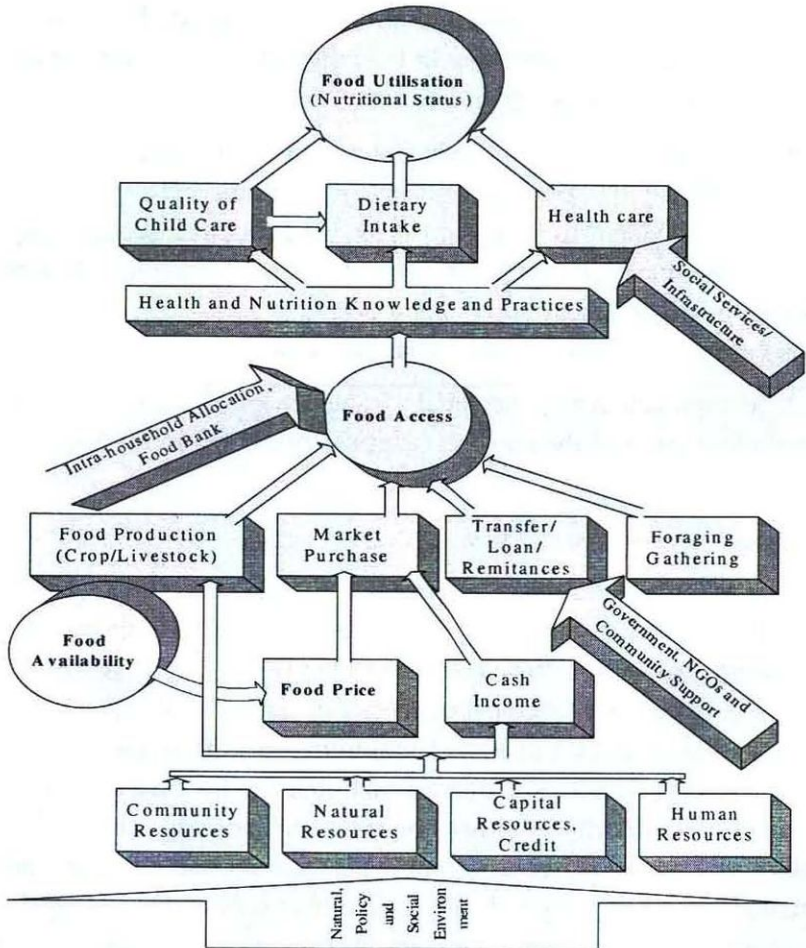 Food Utilisation
(Nutritional Status)
Quality of
Child Care
Dietary
Intake
Health care
Social Services/
Infrastructure
Health and Nutrition Knowledge and Practices
Intra-household Allocation,
Food Bank
Food Access
Food Production
(Crop/Livestock)
Market
Purchase
Transfer/
Loan/
Remitances
Foraging
Gathering
Food
Availability
Food Price
Cash
Income
Government, NGOs and
Community Support
Community
Resources
Natural
Resources
Capital
Resources,
Credit
Human
Resources
Natural,
Policy
and
Social
Environ
ment